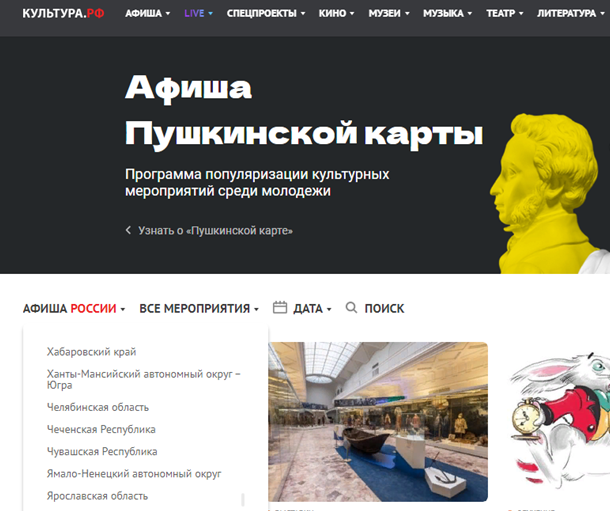 КУЛЬТУРА.РФ АФИША LIVE СПЕЦПРОЕКТЫ КИНО МУЗЕИ МУЗЫКА ТЕАТР ЛИТЕРАТУРА
Афиша
Пушкинской карты
Программа популяризации культурных
мероприятий среди молодежи
Узнать о «Пушкинской карте»
АФИША РОССИИ ВСЕ МЕРОПРИЯТИЯ ДАТА ПОИСК
Хабаровский край
Ханты-Мансийский автономный округ –
Югра
Челябинская область
Чеченская Республика
Чувашская Республика
Ямало-Ненецкий автономный округ
Ярославская область